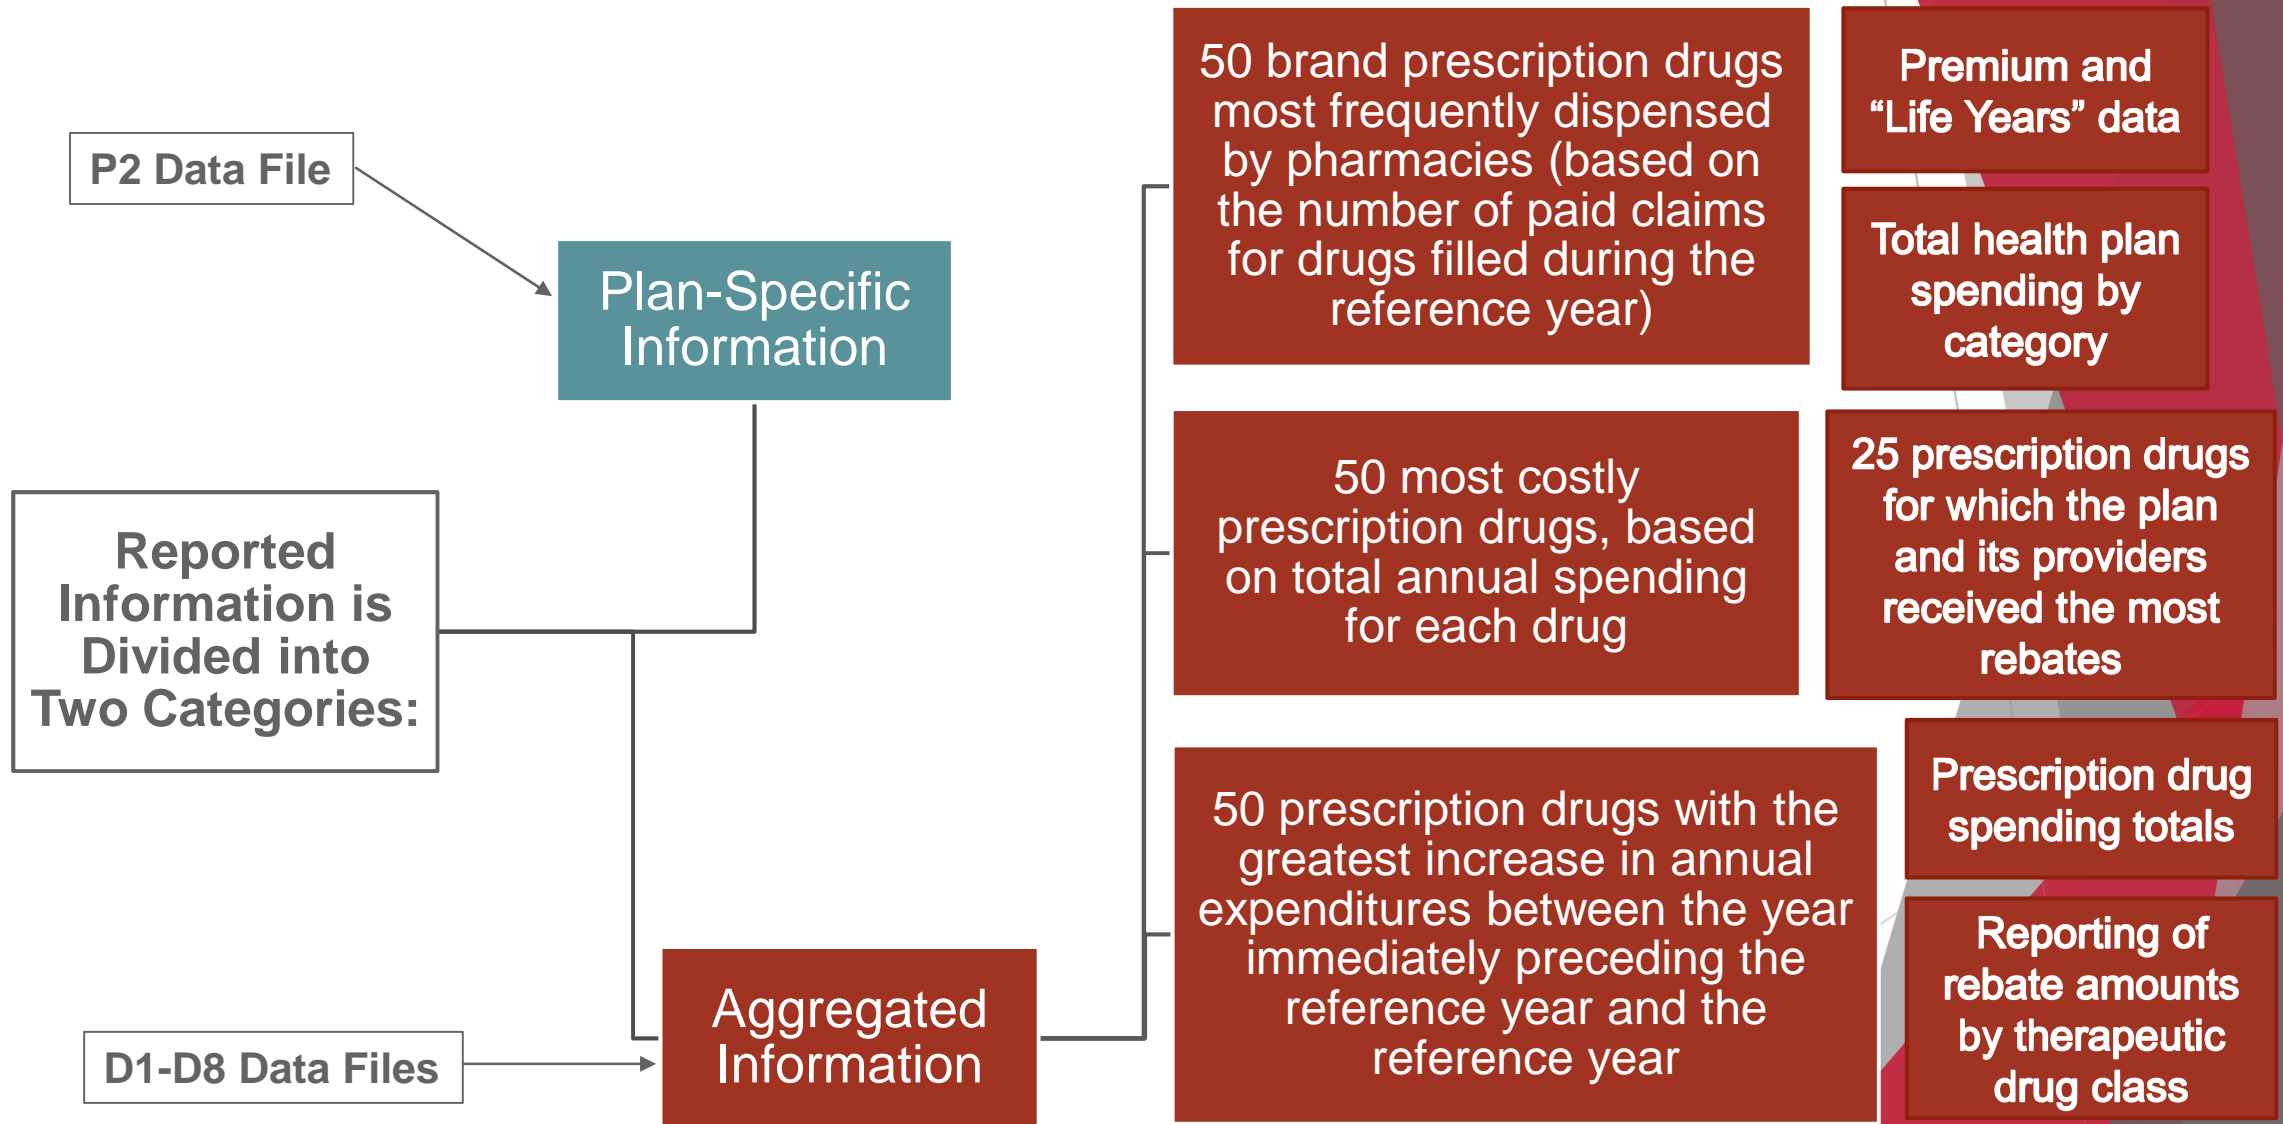 P2 Data File
Plan-Specific
Information
Reported
Information is
Divided into
Two Categories:
D1-D8 Data Files
Aggregated
Information
50 brand prescription drugs
most frequently dispensed
by pharmacies (based on
the number of paid claims
for drugs filled during the
reference year)
50 most costly
prescription drugs, based
on total annual spending
for each drug
50 prescription drugs with the
greatest increase in annual
expenditures between the year
immediately preceding the
reference year and the
reference year
Premium and
“Life Years” data
Total health plan
spending by
category
25 prescription drugs
for which the plan
and its providers
received the most
rebates
Prescription drug
spending totals
Reporting of
rebate amounts
by therapeutic
drug class